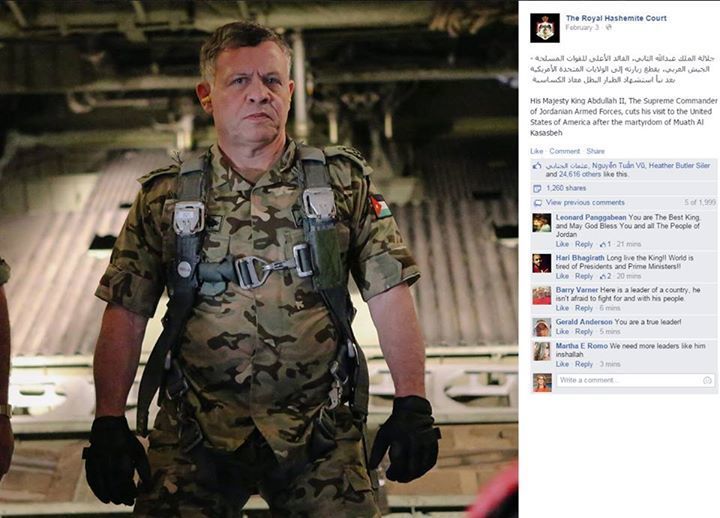 The Royal Hashemite Court
February 3
جلالة الملك عبدالله الثاني، القائد الأعلى للقوات المسلحة -
الجيش العربي، يقطع زيارته إلى الولايات المتحدة الأمريكية
بعد نبأ استشهاد الطيار البطل معاذ الكساسبة
His Majesty King Abdullah II, The Supreme Commander
of Jordanian Armed Forces, cuts his visit to the United
States of America after the martyrdom of Muath Al
Kasasbeh
Like · Comment · Share
Nguyễn Tuấn Vũ, Heather Butler Siler
and 24,616 others like this.
1,260 shares
View previous comments 5 of 1,999
Leonard Panggabean You are The Best King.
and May God Bless You and all The People of
Jordan
Like · Reply · 1 · 21 mins
Hari Bhagirath Long live the King!! World is
tired of Presidents and Prime Ministers!!
Like · Reply · 2 · 20 mins
Barry Varner Here is a leader of a country, he
isn't afraid to fight for and with his people.
Like · Reply · 6 mins
Gerald Anderson You are a true leader!
Like · Reply · 5 mins
Martha E Romo We need more leaders like him
inshallah
Like · Reply · 3 mins
Write a comment...